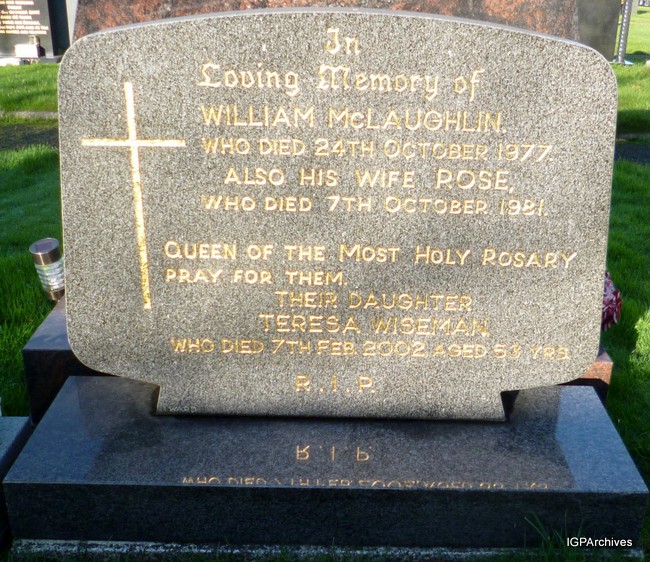 In
Loving Memory of
WILLIAM McLAUGHLIN.
WHO DIED 24TH OCTOBER 1977.
ALSO HIS WIFE ROSE,
WHO DIED 7TH OCTOBER 1981.
QUEEN OF THE MOST HOLY ROSARY
PRAY FOR THEM.
THEIR DAUGHTER
TERESA WISEMAN
WHO DIED 7TH FEB. 2002. AGED 53 YRS.
R.I.P.
IGPArchives